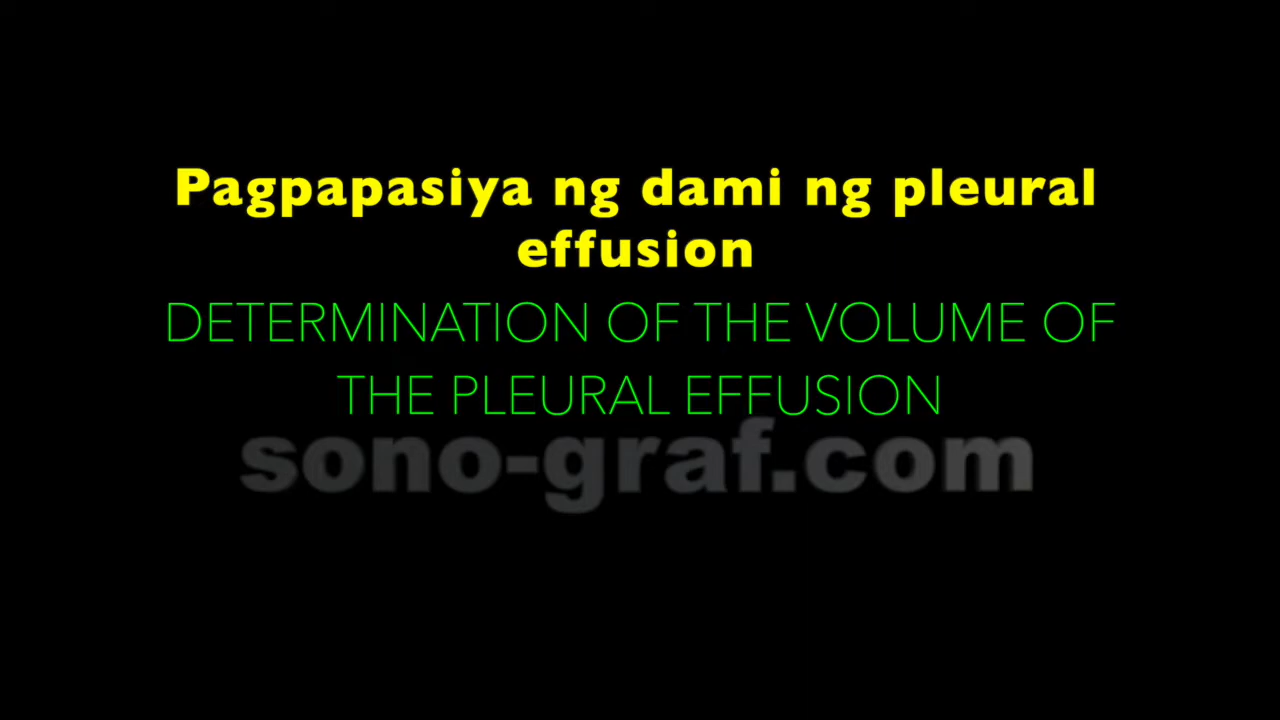 Pagpapasiya ng dami ng pleural
effusion
DETERMINATION OF THE VOLUME OF
THE PLEURAL EFFUSION
sono-graf.com